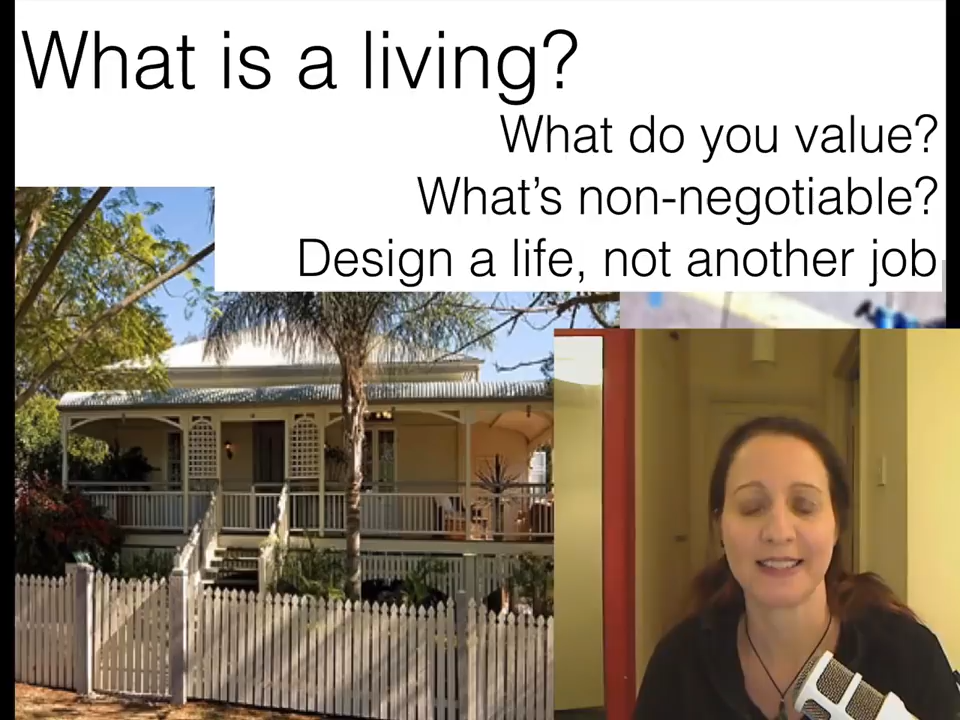 What is a living?
What do you value?
What’s non-negotiable?
Design a life, not another job